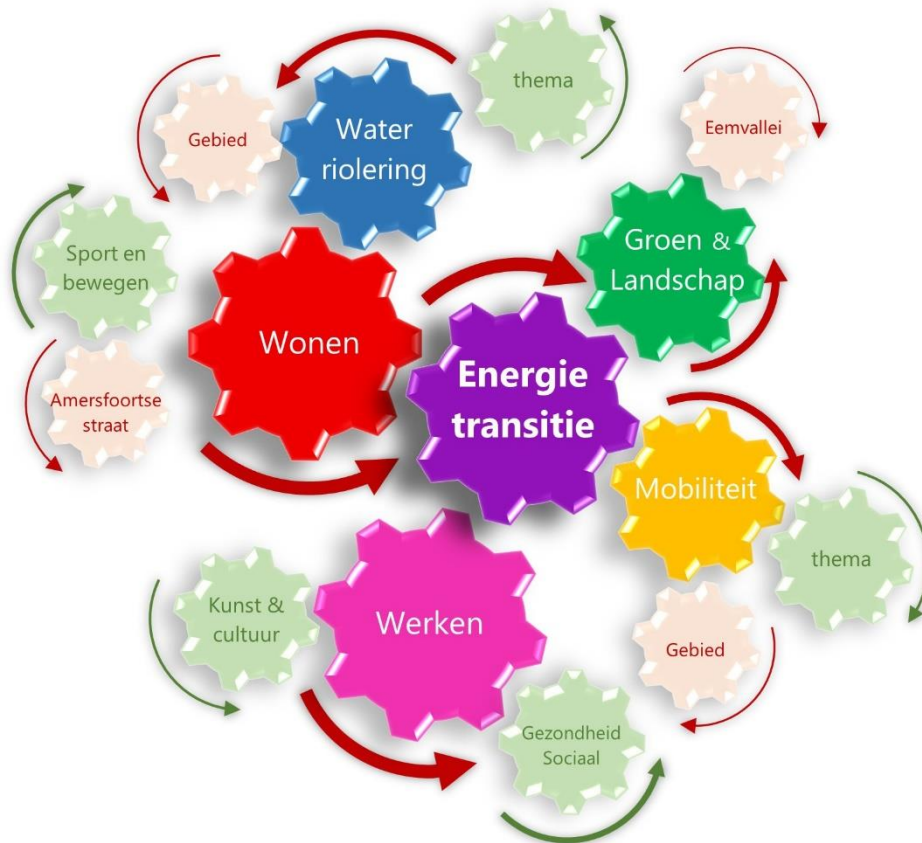 thema
Water
riolering
Gebied
Eemvallei
Groen &
Landschap
Sport en
bewegen
Wonen
Energie
transitie
Amersfoortse
straat
Mobiliteit
thema
Kunst &
cultuur
Werken
Gebied
Gezondheid
Sociaal